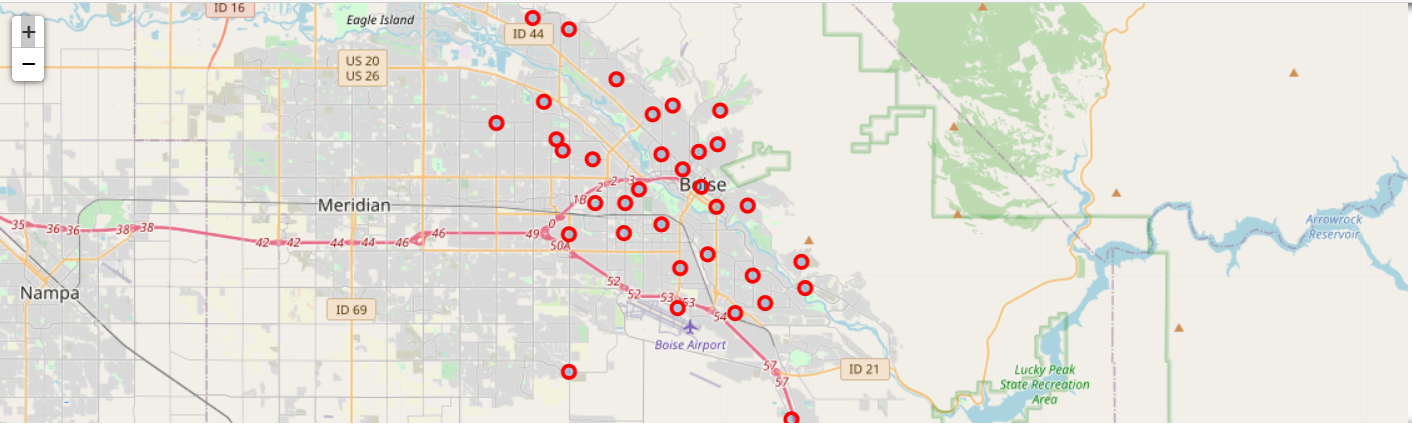 ID 16
Eagle Island
ID 44
+
−
US 20
US 26
1B
2
2
3
Boise
Meridian
35
36
36
38
38
42
42
44
44
46
46
49
0
50A
Arrowrock
Reservoir
Nampa
52
52
53
53
54
ID 69
Boise Airport
57
57
ID 21
Lucky Peak
State Recreation
Area